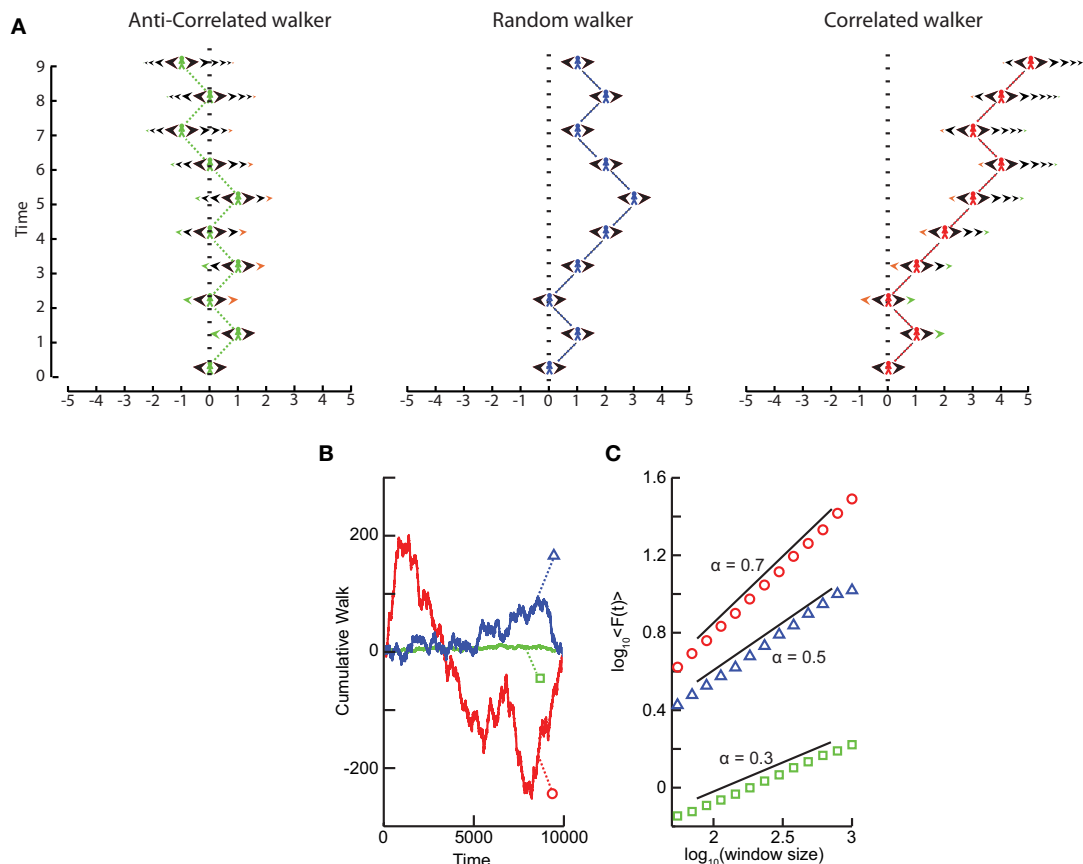 A
Anti-Correlated walker
Random walker
Correlated walker
Time
9
8
7
6
5
4
3
2
1
0
-5 -4 -3 -2 -1 0 1 2 3 4 5
-5 -4 -3 -2 -1 0 1 2 3 4 5
-5 -4 -3 -2 -1 0 1 2 3 4 5
B
Cumulative Walk
200
0
-200
0 5000 10000
Time
C
log10<F(t)>
1.6
1.2
0.8
0.4
0
α = 0.7
α = 0.5
α = 0.3
2 2.5 3
log10(window size)